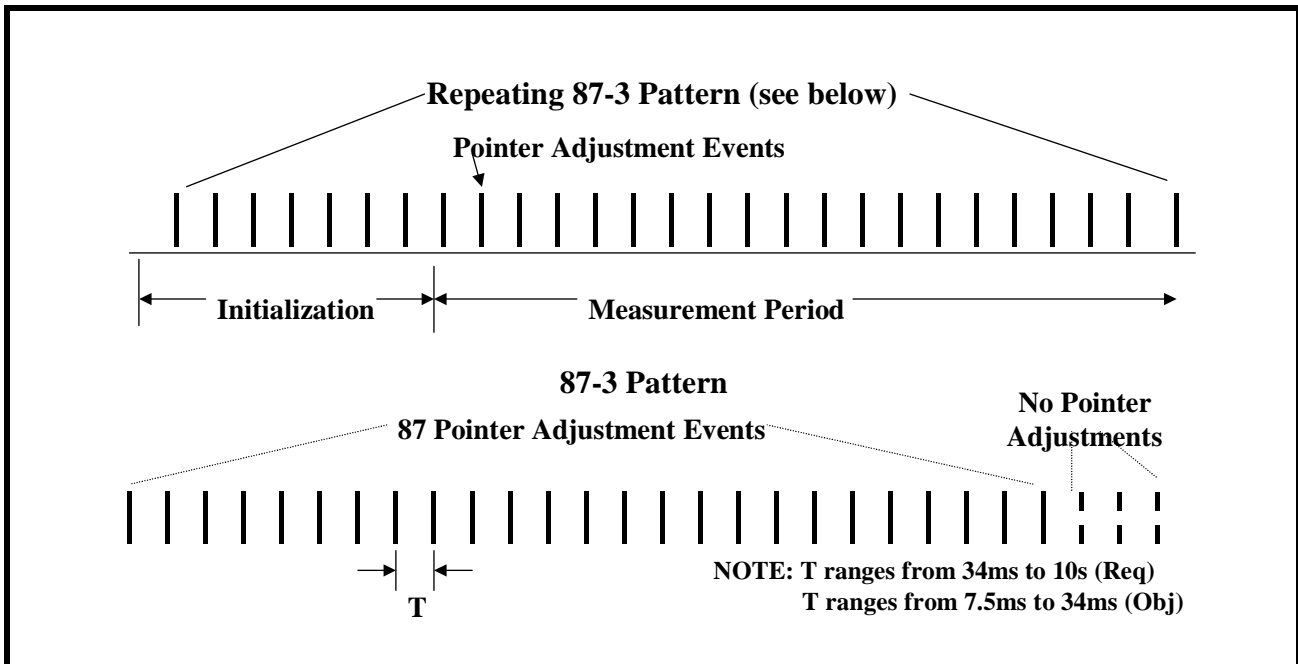 Repeating 87-3 Pattern (see below)
Pointer Adjustment Events
Initialization
Measurement Period
87-3 Pattern
87 Pointer Adjustment Events
No Pointer
Adjustments
T
NOTE: T ranges from 34ms to 10s (Req)
T ranges from 7.5ms to 34ms (Obj)